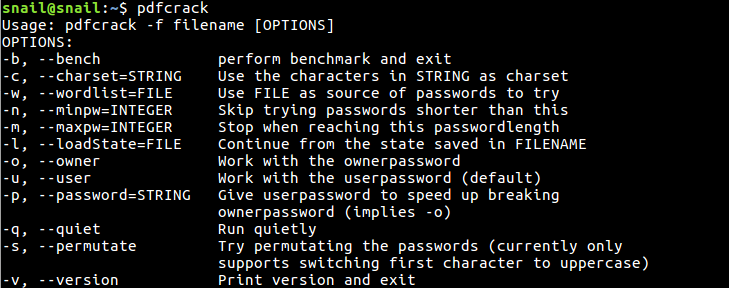 snail@snail:~$ pdfcrack
Usage: pdfcrack -f filename [OPTIONS]
OPTIONS:
-b, --bench perform benchmark and exit
-c, --charset=STRING Use the characters in STRING as charset
-w, --wordlist=FILE Use FILE as source of passwords to try
-n, --minpw=INTEGER Skip trying passwords shorter than this
-m, --maxpw=INTEGER Stop when reaching this passwordlength
-l, --loadState=FILE Continue from the state saved in FILENAME
-o, --owner Work with the ownerpassword
-u, --user Work with the userpassword (default)
-p, --password=STRING Give userpassword to speed up breaking
ownerpassword (implies -o)
-q, --quiet Run quietly
-s, --permutate Try permutating the passwords (currently only
supports switching first character to uppercase)
-v, --version Print version and exit